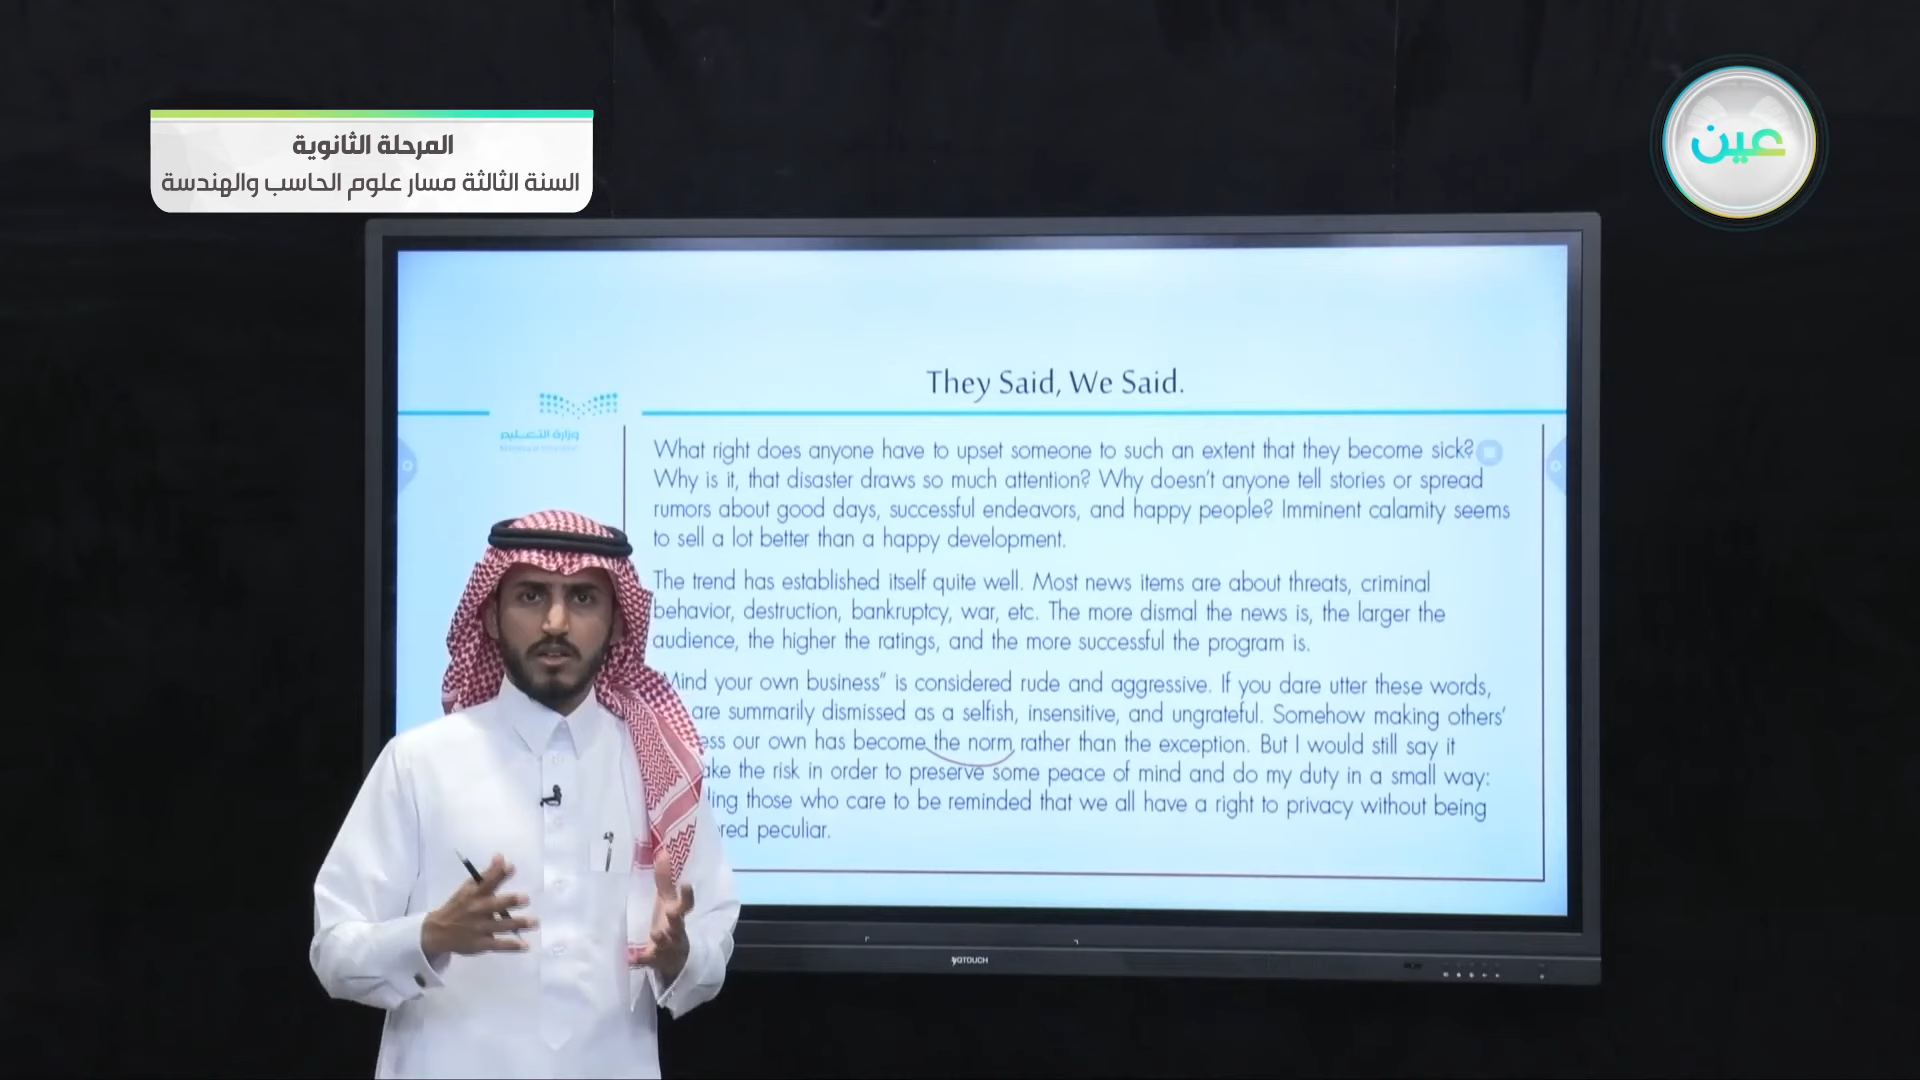 المرحلة الثانوية
السنة الثالثة مسار علوم الحاسب والهندسة
عين
They Said, We Said.
وزارة التعليم
What right does anyone have to upset someone to such an extent that they become sick?
Why is it, that disaster draws so much attention? Why doesn't anyone tell stories or spread
rumors about good days, successful endeavors, and happy people? Imminent calamity seems
to sell a lot better than a happy development.
The trend has established itself quite well. Most news items are about threats, criminal
behavior, destruction, bankruptcy, war, etc. The more dismal the news is, the larger the
audience, the higher the ratings, and the more successful the program is.
Mind your own business" is considered rude and aggressive. If you dare utter these words,
are summarily dismissed as a selfish, insensitive, and ungrateful. Somehow making others'
ess our own has become the norm rather than the exception. But I would still say it
ake the risk in order to preserve some peace of mind and do my duty in a small way:
ling those who care to be reminded that we all have a right to privacy without being
red peculiar.
YQTOUCH